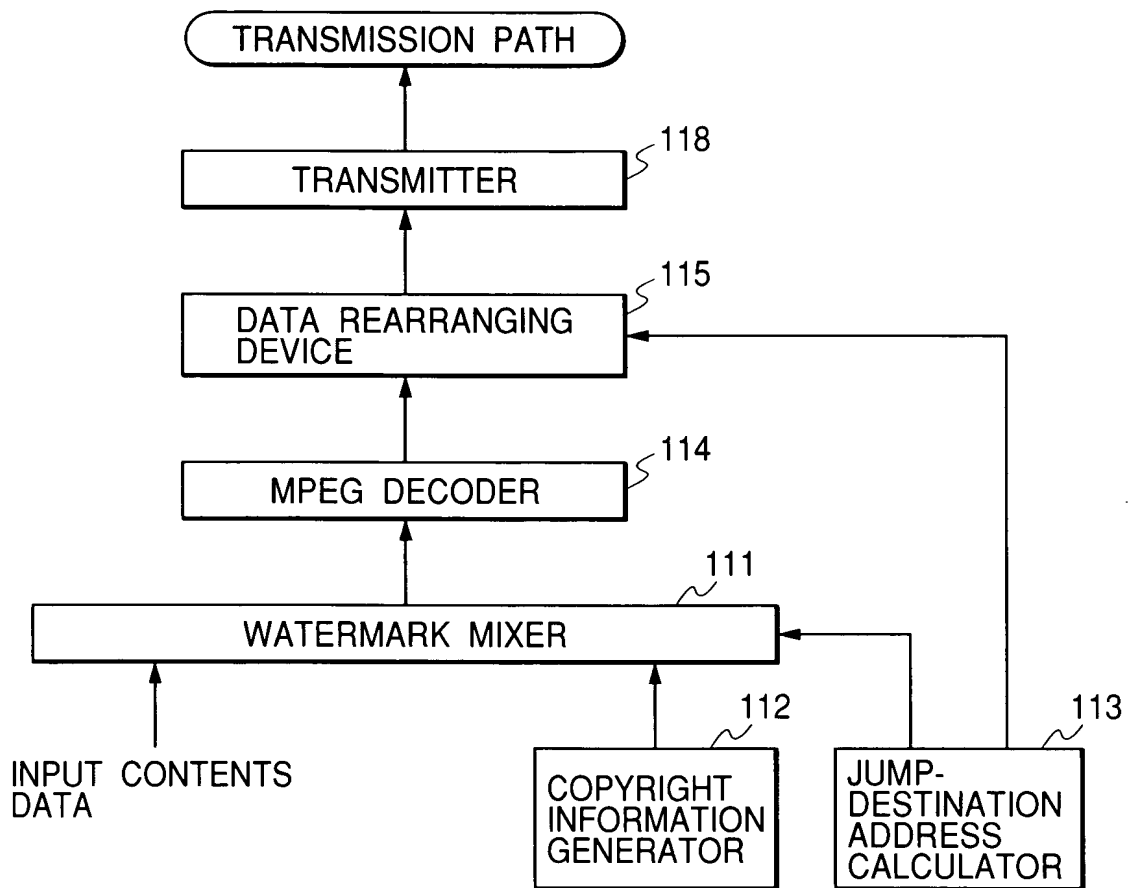 TRANSMISSION PATH
118
TRANSMITTER
115
DATA REARRANGING
DEVICE
114
MPEG DECODER
111
WATERMARK MIXER
INPUT CONTENTS
DATA
112
COPYRIGHT
INFORMATION
GENERATOR
113
JUMP-
DESTINATION
ADDRESS
CALCULATOR